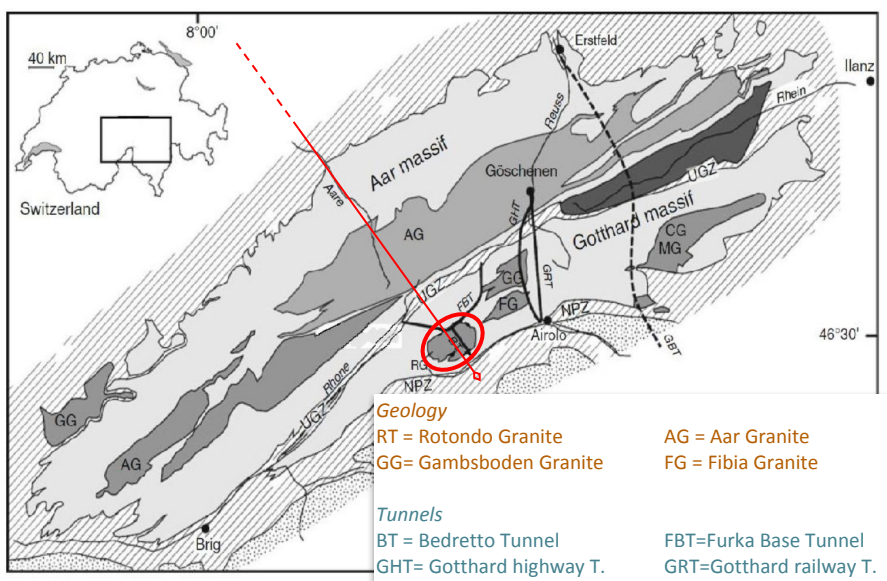 8°00'
40 km
Switzerland
Erstfeld
Ilanz
Rhein
Reuss
Aar massif
Aare
Göschenen
UGZ
Gotthard massif
GHT
AG
CG
MG
GRT
UGZ
FBT
GG
FG
NPZ
Airolo
46°30'
GBT
RG
NPZ
Rhone
UGZ
GG
AG
Brig
Geology
RT = Rotondo Granite AG = Aar Granite
GG= Gambsboden Granite FG = Fibia Granite
Tunnels
BT = Bedretto Tunnel FBT=Furka Base Tunnel
GHT= Gotthard highway T. GRT=Gotthard railway T.